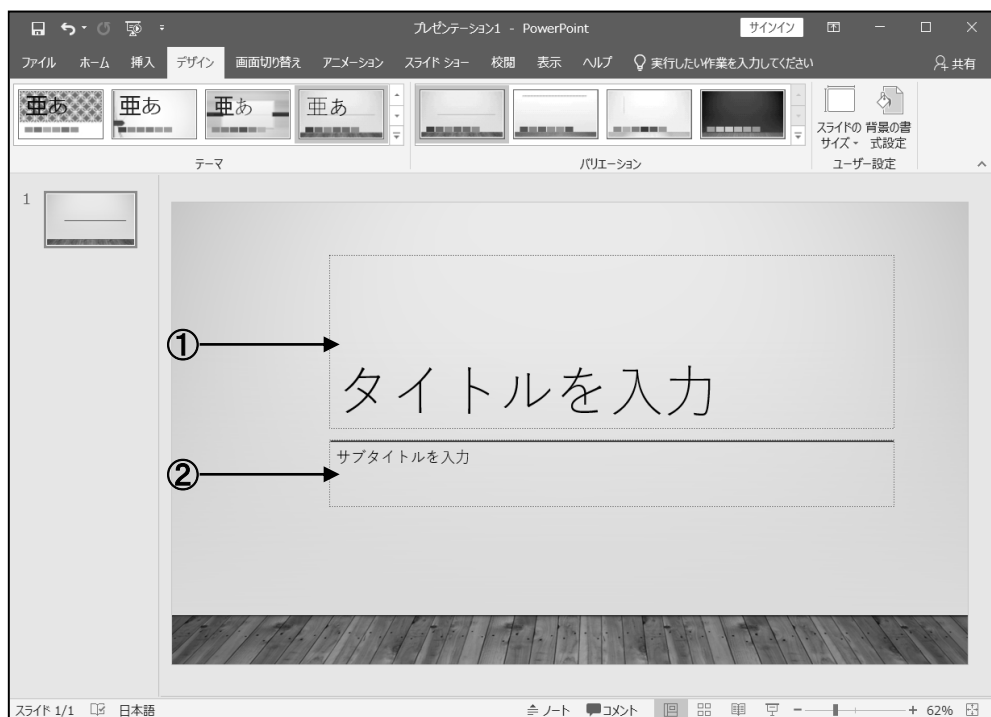 プレゼンテーション1 - PowerPoint
サインイン
ファイル ホーム 挿入 デザイン 画面切り替え アニメーション スライド ショー 校閲 表示 ヘルプ 実行したい作業を入力してください 共有
亜あ 亜あ 亜あ 亜あ
スライドの サイズ 背景の書式設定
テーマ バリエーション ユーザー設定
1
①
タイトルを入力
サブタイトルを入力
②
スライド 1/1 日本語 ノート コメント - + 62%